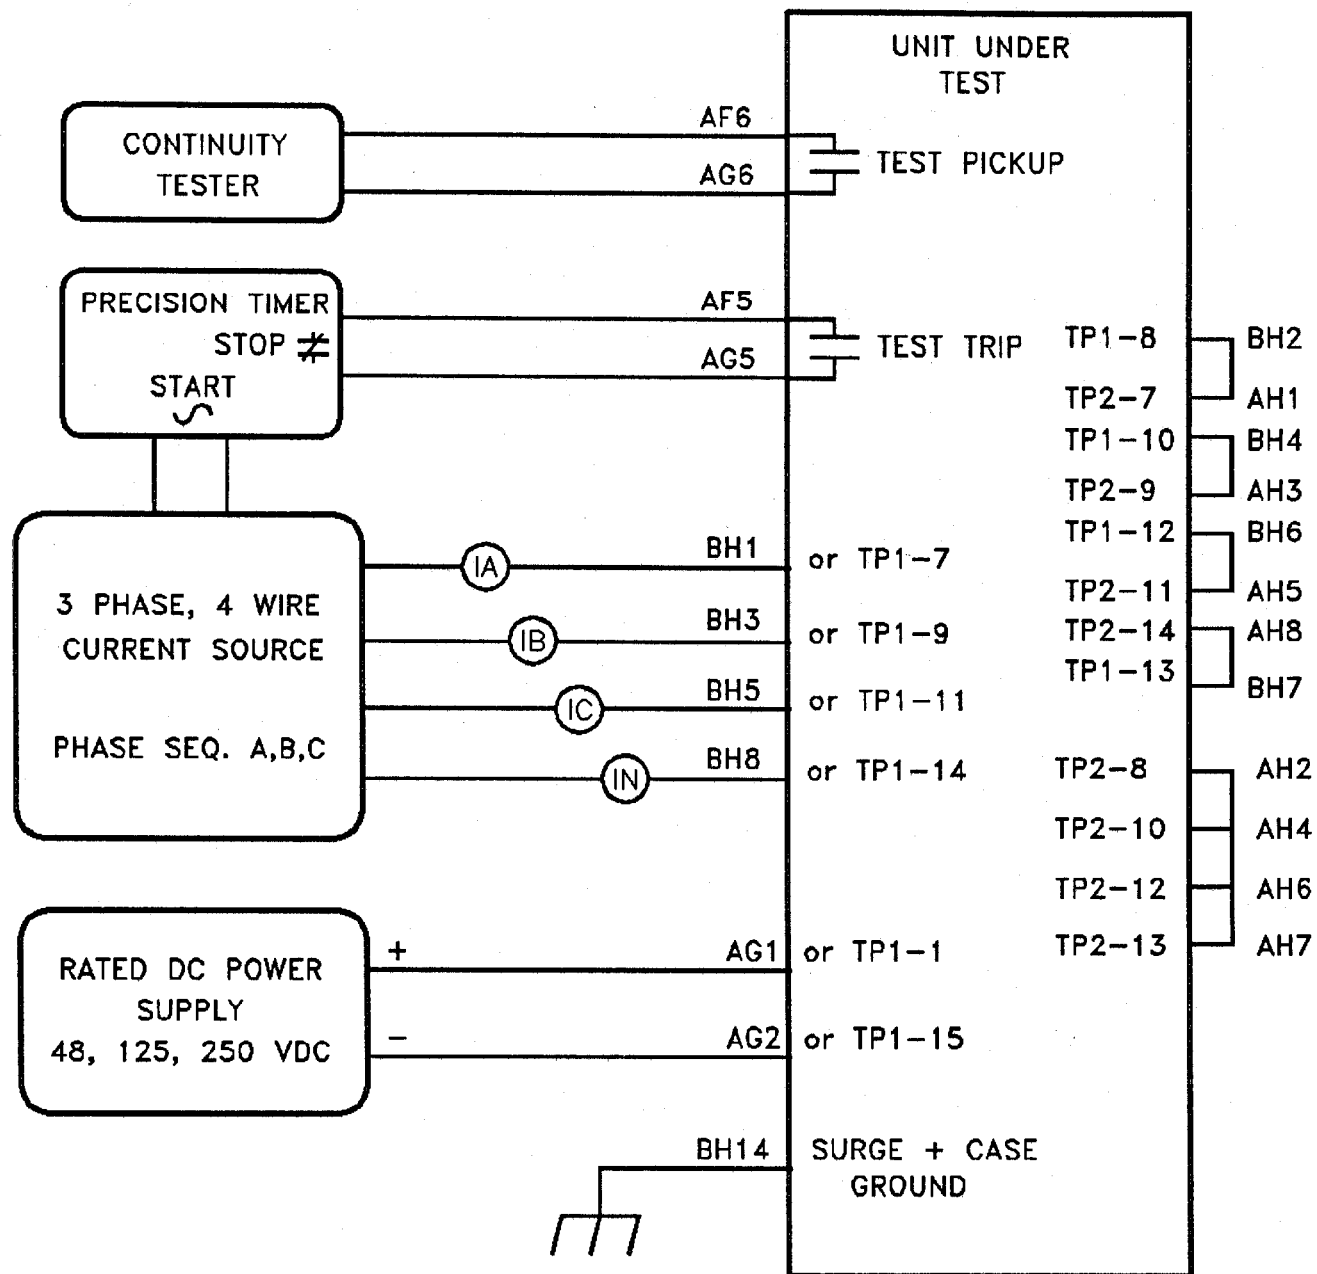 UNIT UNDER
TEST
CONTINUITY
TESTER
AF6
AG6
TEST PICKUP
PRECISION TIMER
STOP
START
AF5
AG5
TEST TRIP
TP1-8 BH2
TP2-7 AH1
TP1-10 BH4
TP2-9 AH3
TP1-12 BH6
TP2-11 AH5
TP2-14 AH8
TP1-13 BH7
3 PHASE, 4 WIRE
CURRENT SOURCE
PHASE SEQ. A,B,C
IA BH1 or TP1-7
IB BH3 or TP1-9
IC BH5 or TP1-11
IN BH8 or TP1-14
TP2-8 AH2
TP2-10 AH4
TP2-12 AH6
TP2-13 AH7
RATED DC POWER
SUPPLY
48, 125, 250 VDC
+ AG1 or TP1-1
- AG2 or TP1-15
BH14 SURGE + CASE
GROUND